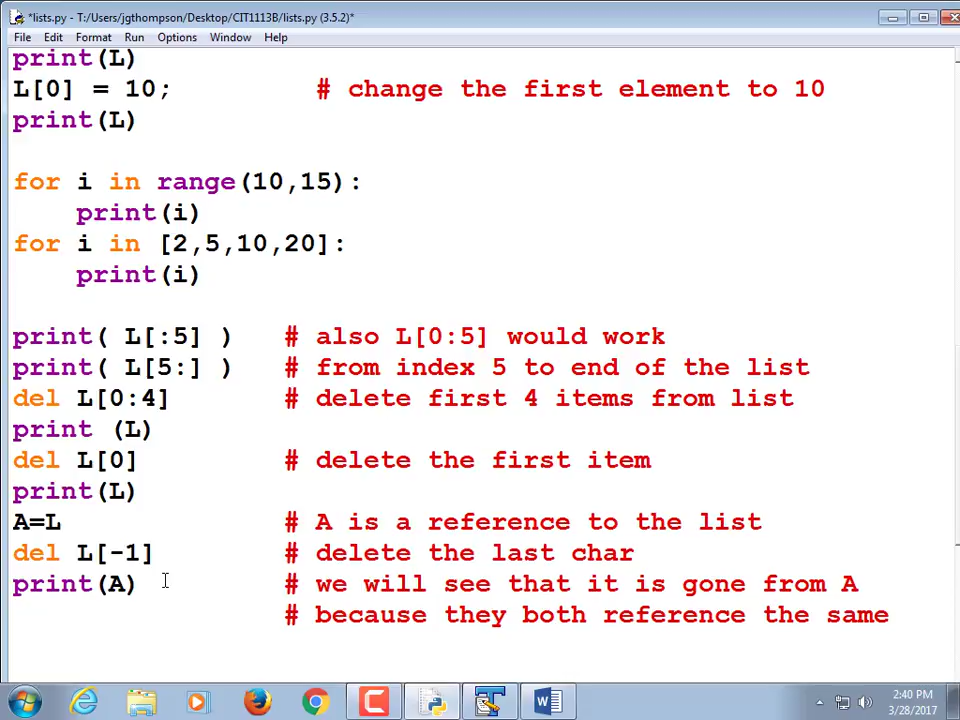 *lists.py - T:/Users/jgthompson/Desktop/CIT1113B/lists.py (3.5.2)*
File Edit Format Run Options Window Help
print(L)
L[0] = 10;          # change the first element to 10
print(L)
for i in range(10,15):
    print(i)
for i in [2,5,10,20]:
    print(i)
print( L[:5] )    # also L[0:5] would work
print( L[5:] )    # from index 5 to end of the list
del L[0:4]        # delete first 4 items from list
print (L)
del L[0]          # delete the first item
print(L)
A=L               # A is a reference to the list
del L[-1]         # delete the last char
print(A)          # we will see that it is gone from A
                  # because they both reference the same
2:40 PM
3/28/2017